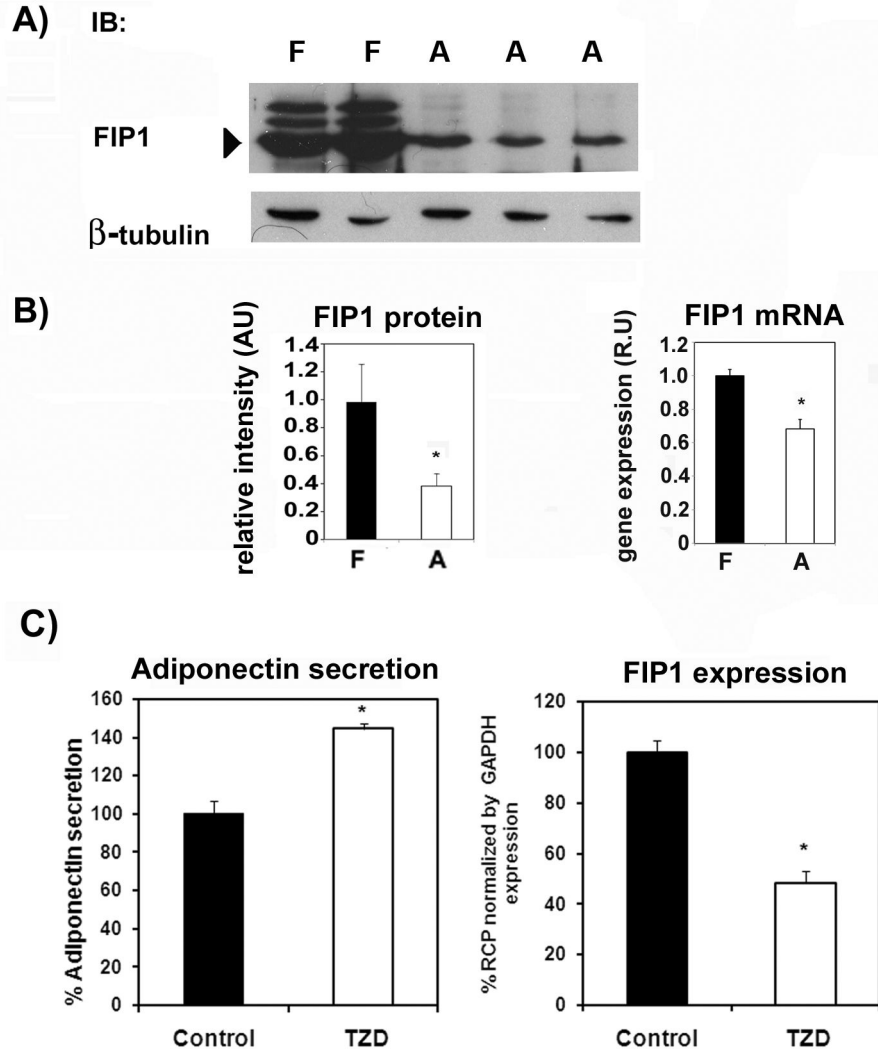 A) IB:
F F A A A
FIP1
β-tubulin
B)
FIP1 protein
relative intensity (AU)
1.4
1.2
1.0
0.8
0.6
0.4
0.2
0
*
F A
FIP1 mRNA
gene expression (R.U)
1.2
1.0
0.8
0.6
0.4
0.2
0
*
F A
C)
Adiponectin secretion
% Adiponectin secretion
160
140
120
100
80
60
40
20
0
*
Control TZD
FIP1 expression
%RCP normalized by GAPDH
expression
120
100
80
60
40
20
0
*
Control TZD